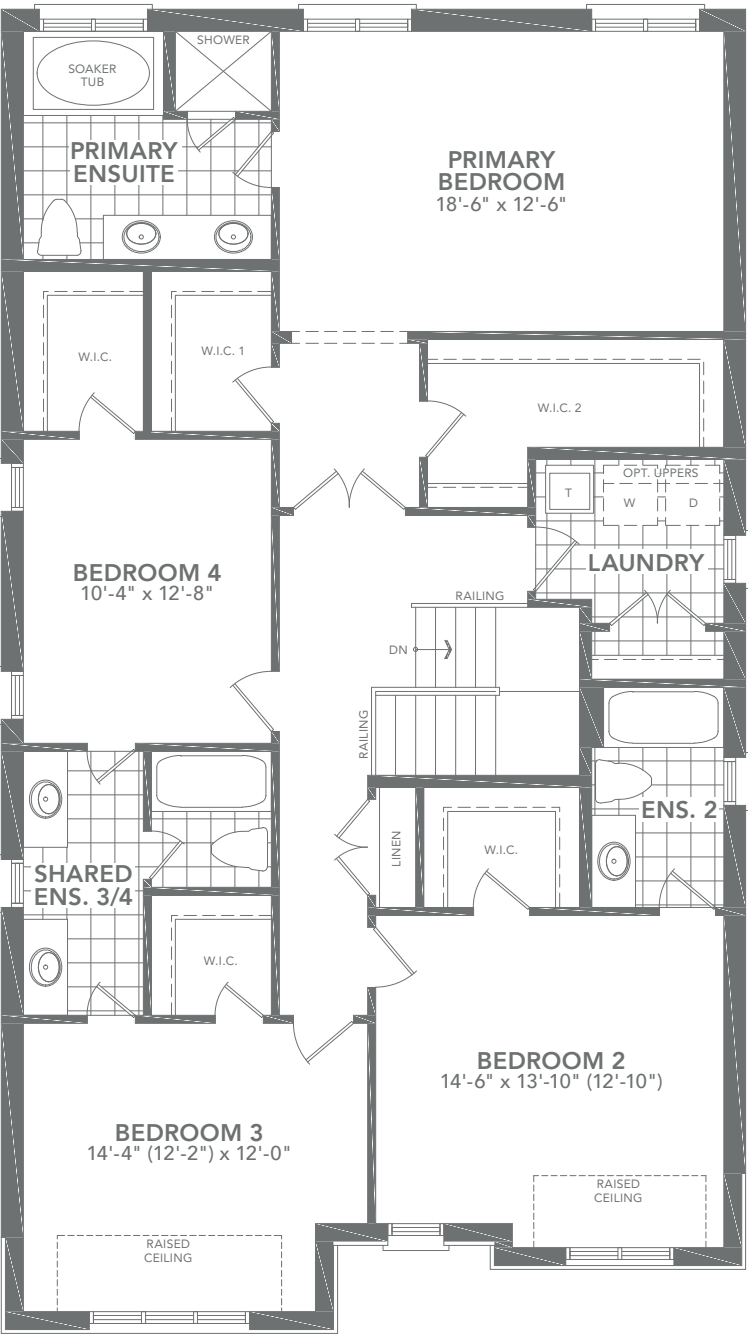 SHOWER
SOAKER
TUB
PRIMARY
ENSUITE
PRIMARY
BEDROOM
18'-6" x 12'-6"
W.I.C.
W.I.C. 1
W.I.C. 2
OPT. UPPERS
T
W
D
LAUNDRY
BEDROOM 4
10'-4" x 12'-8"
RAILING
DN
RAILING
ENS. 2
LINEN
W.I.C.
SHARED
ENS. 3/4
W.I.C.
BEDROOM 2
14'-6" x 13'-10" (12'-10")
BEDROOM 3
14'-4" (12'-2") x 12'-0"
RAISED
CEILING
RAISED
CEILING